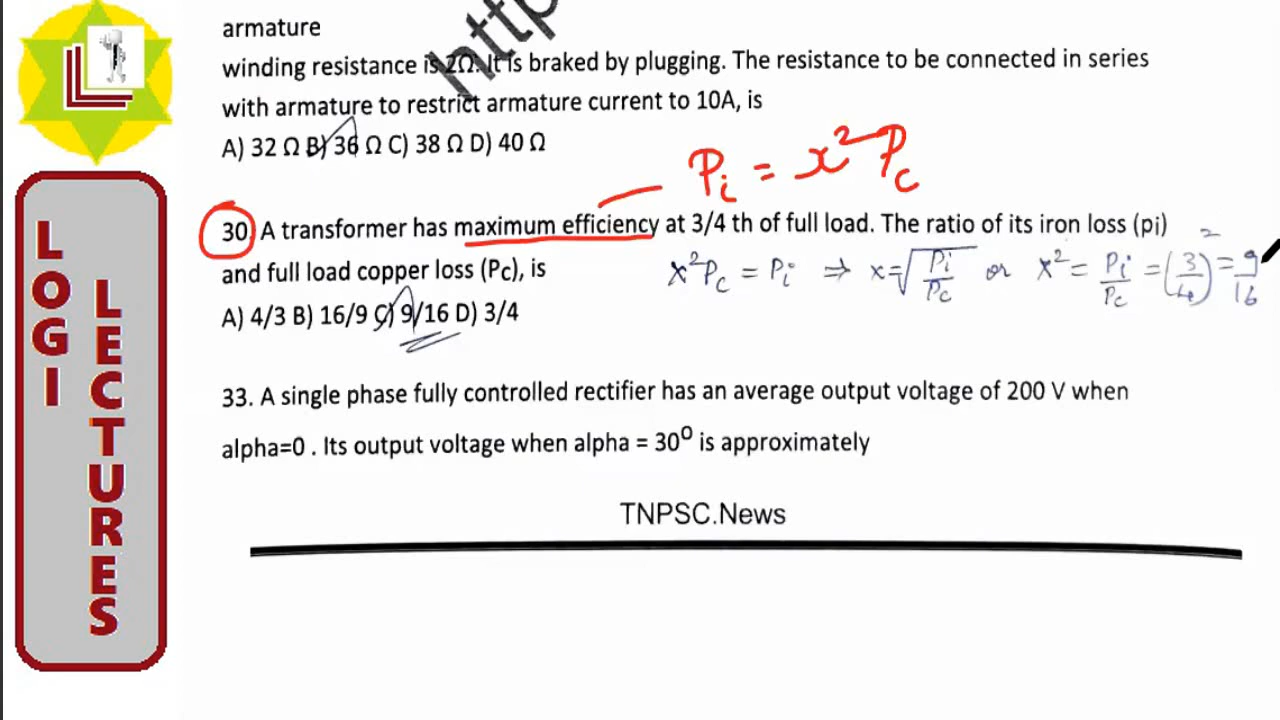 armature
http
winding resistance is 2Ω. It is braked by plugging. The resistance to be connected in series
with armature to restrict armature current to 10A, is
A) 32 Ω B) 36 Ω C) 38 Ω D) 40 Ω
Pi = x² Pc
30 A transformer has maximum efficiency at 3/4 th of full load. The ratio of its iron loss (pi)
and full load copper loss (Pc), is
x²Pc = Pi ⇒ x = √(Pi/Pc) or x² = Pi/Pc = (3/4)² = 9/16
A) 4/3 B) 16/9 C) 9/16 D) 3/4
33. A single phase fully controlled rectifier has an average output voltage of 200 V when
alpha=0 . Its output voltage when alpha = 30⁰ is approximately
TNPSC.News
LOGI
LECTURES